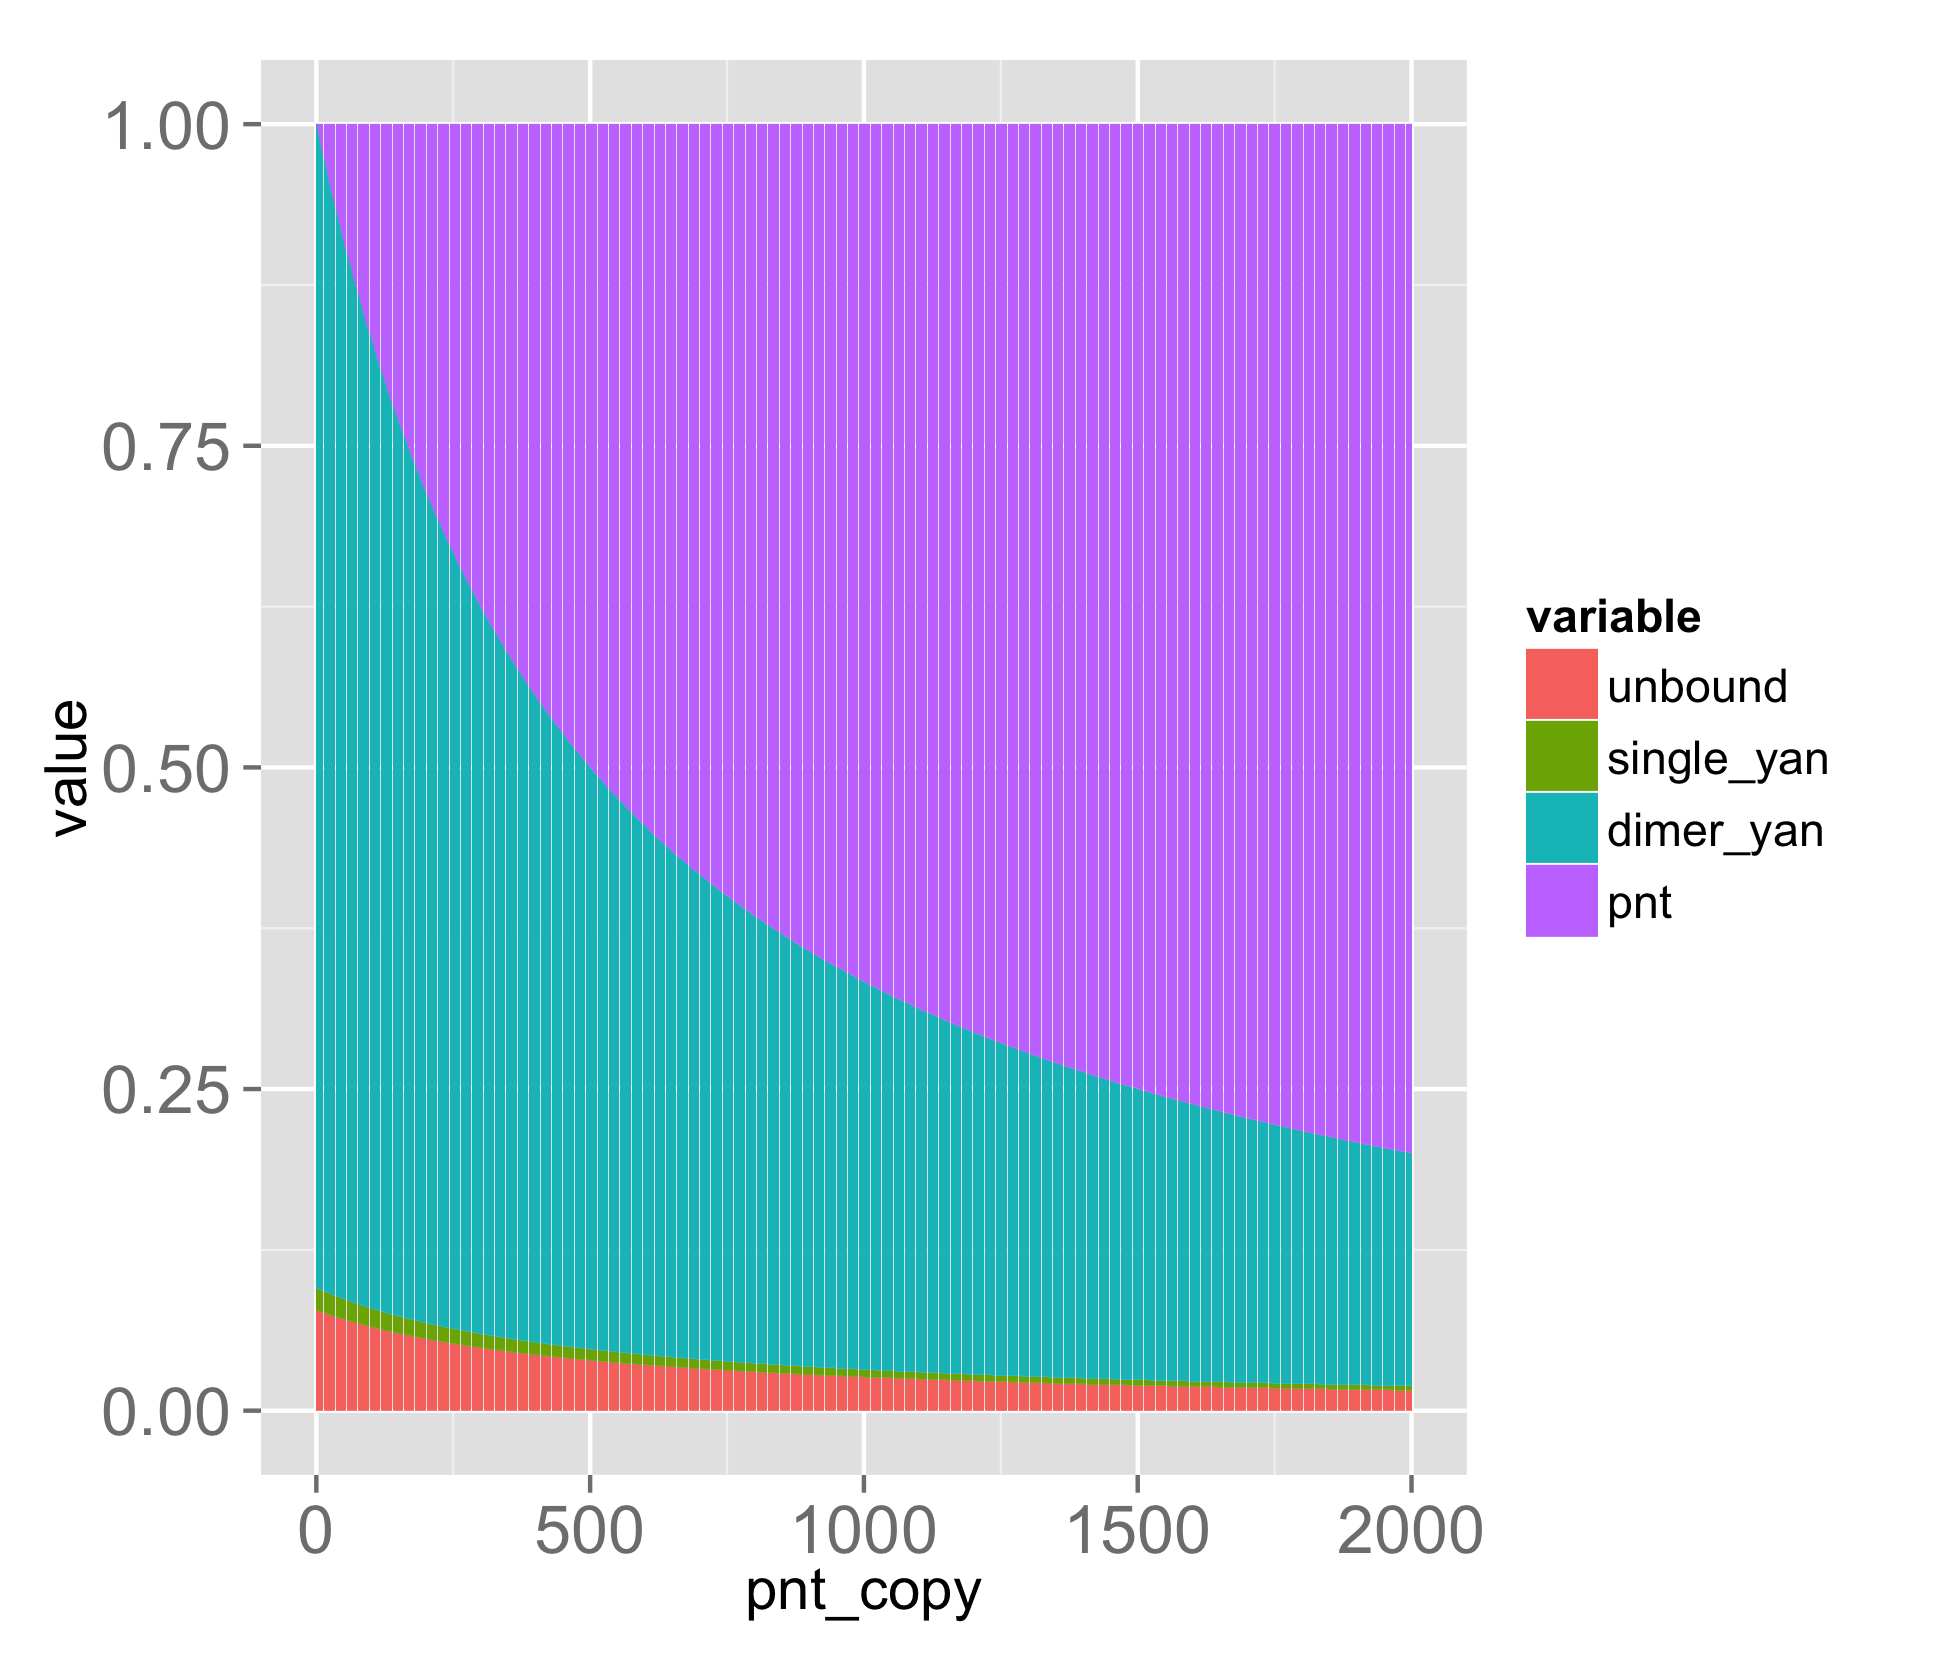 1.00
0.75
0.50
0.25
0.00
value
0 500 1000 1500 2000
pnt_copy
variable
unbound
single_yan
dimer_yan
pnt